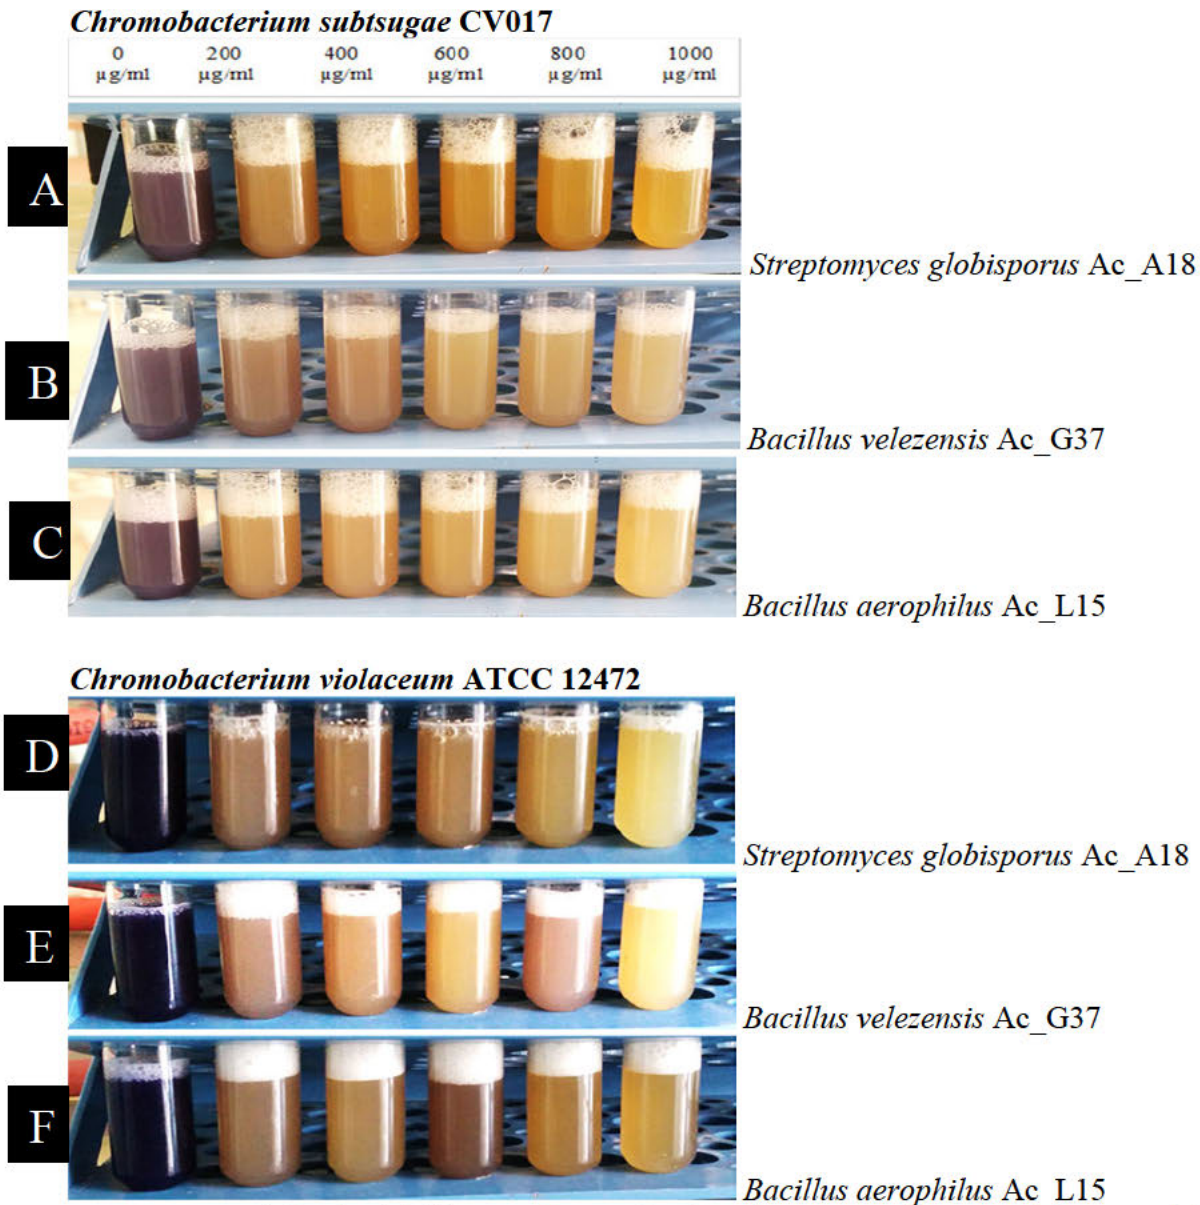 Chromobacterium subtsugae CV017
0 200 400 600 800 1000
µg/ml µg/ml µg/ml µg/ml µg/ml µg/ml
A
Streptomyces globisporus Ac_A18
B
Bacillus velezensis Ac_G37
C
Bacillus aerophilus Ac_L15
Chromobacterium violaceum ATCC 12472
D
Streptomyces globisporus Ac_A18
E
Bacillus velezensis Ac_G37
F
Bacillus aerophilus Ac_L15